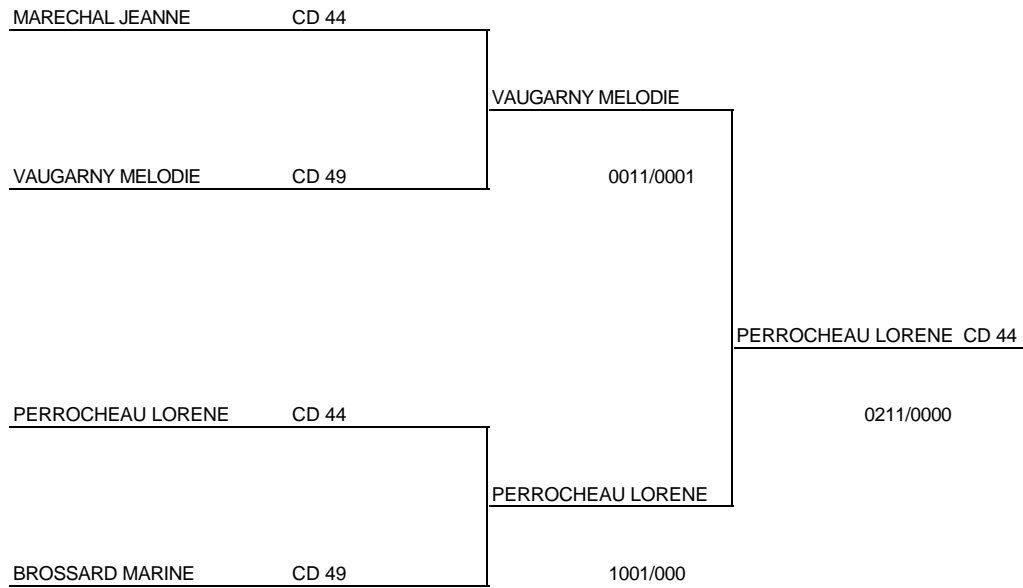 MARECHAL JEANNE CD 44
VAUGARNY MELODIE
VAUGARNY MELODIE CD 49 0011/0001
PERROCHEAU LORENE CD 44
PERROCHEAU LORENE CD 44 0211/0000
PERROCHEAU LORENE
BROSSARD MARINE CD 49 1001/000